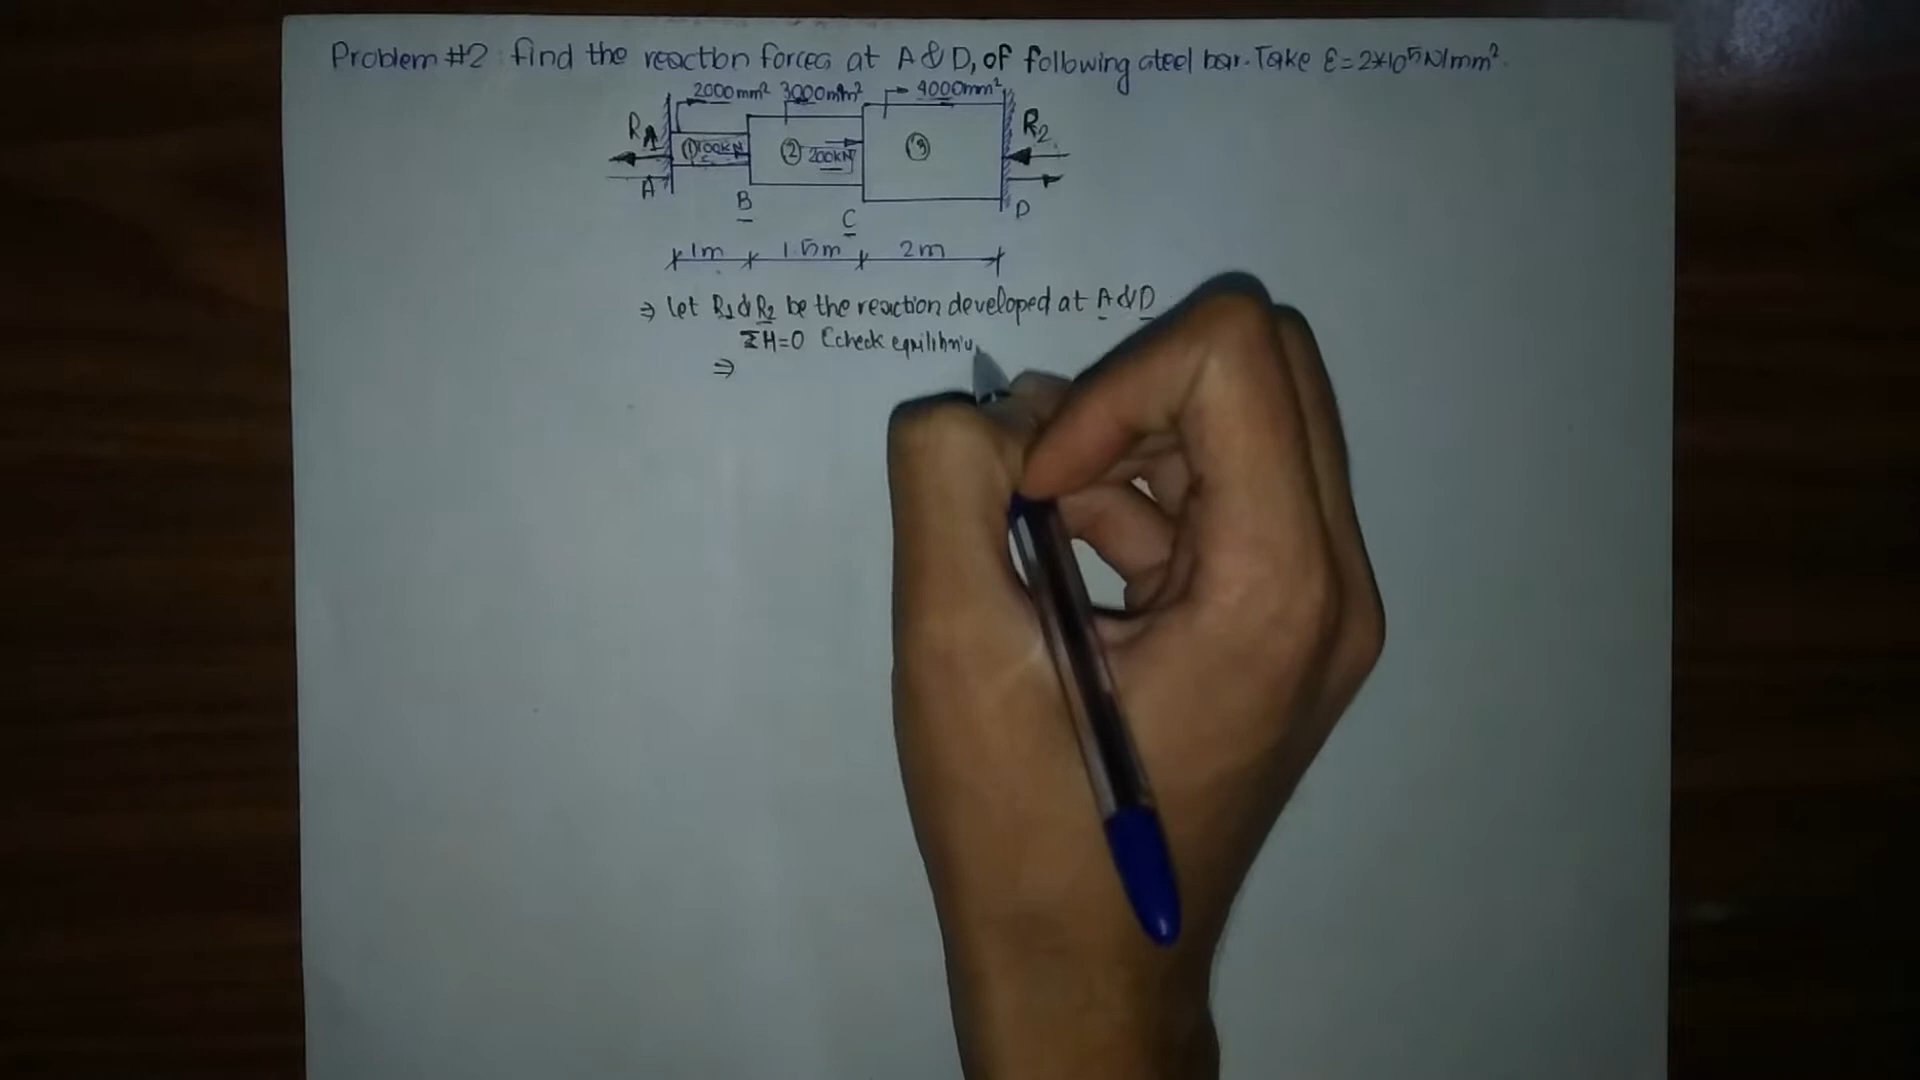 Problem #2 find the reaction forces at A & D, of following steel bar. Take E=2*10⁵N/mm².
2000mm² 3000mm² 4000mm²
R1 R2
① 100KN ② 200KN ③
A B C D
1m 1.5m 2m
⇒ let R1 & R2 be the reaction developed at A & D
ΣH=0 [check equilibriu
⇒